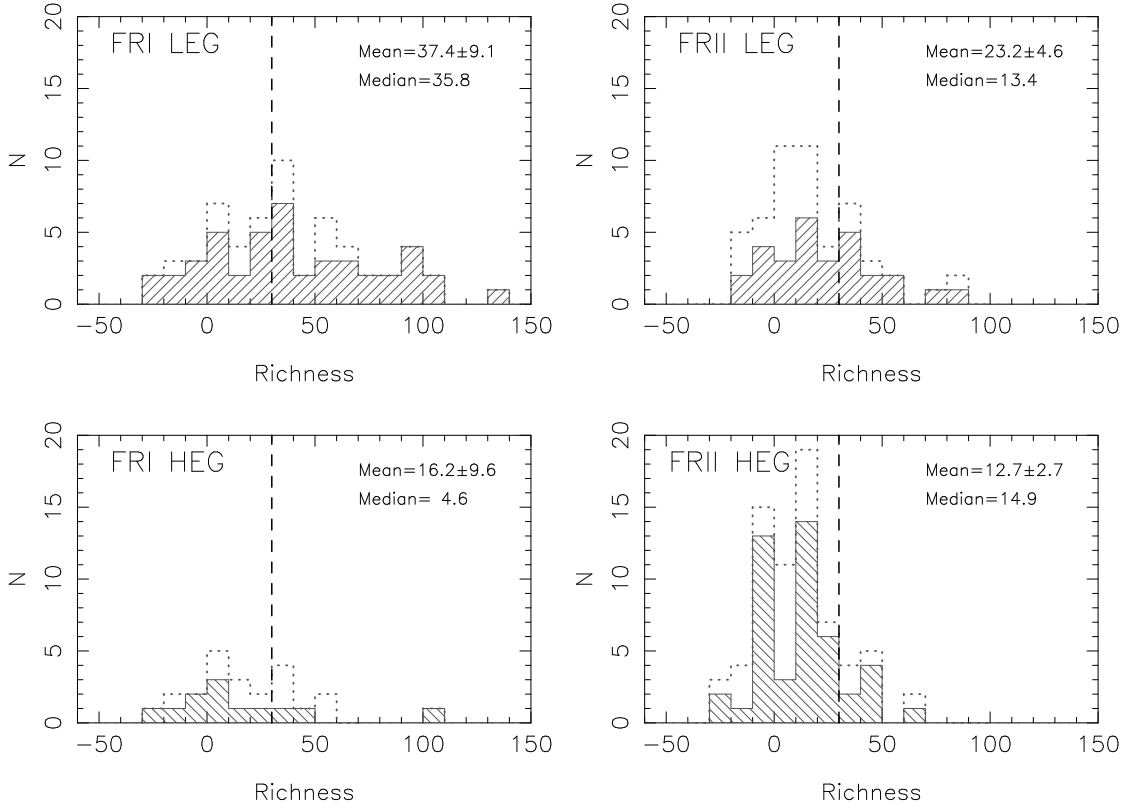 FRI LEG
Mean=37.4±9.1
Median=35.8
N
0 5 10 15 20
−50 0 50 100 150
Richness
FRII LEG
Mean=23.2±4.6
Median=13.4
N
0 5 10 15 20
−50 0 50 100 150
Richness
FRI HEG
Mean=16.2±9.6
Median= 4.6
N
0 5 10 15 20
−50 0 50 100 150
Richness
FRII HEG
Mean=12.7±2.7
Median=14.9
N
0 5 10 15 20
−50 0 50 100 150
Richness